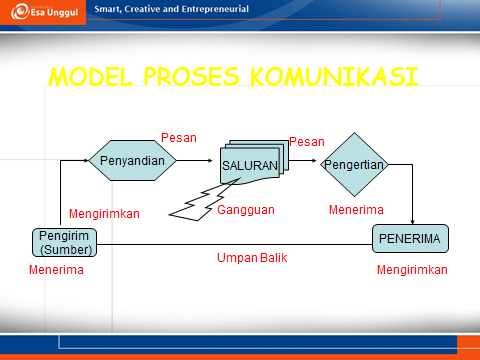 Esa Unggul
Smart, Creative and Entrepreneurial
MODEL PROSES KOMUNIKASI
Pesan
Pesan
Penyandian
SALURAN
Pengertian
Mengirimkan
Gangguan
Menerima
Pengirim
(Sumber)
PENERIMA
Umpan Balik
Menerima
Mengirimkan